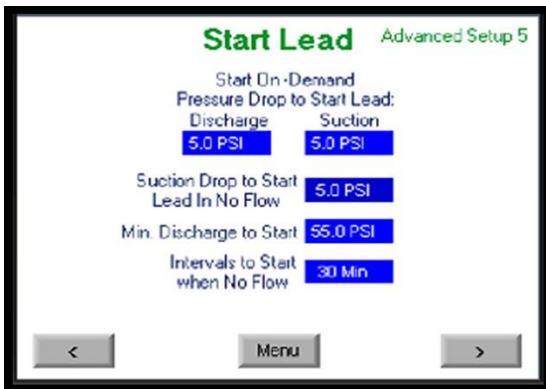 Start Lead Advanced Setup 5
Start On-Demand
Pressure Drop to Start Lead:
Discharge Suction
5.0 PSI 5.0 PSI
Suction Drop to Start
Lead In No Flow 5.0 PSI
Min. Discharge to Start 55.0 PSI
Intervals to Start
when No Flow 30 Min
< Menu >